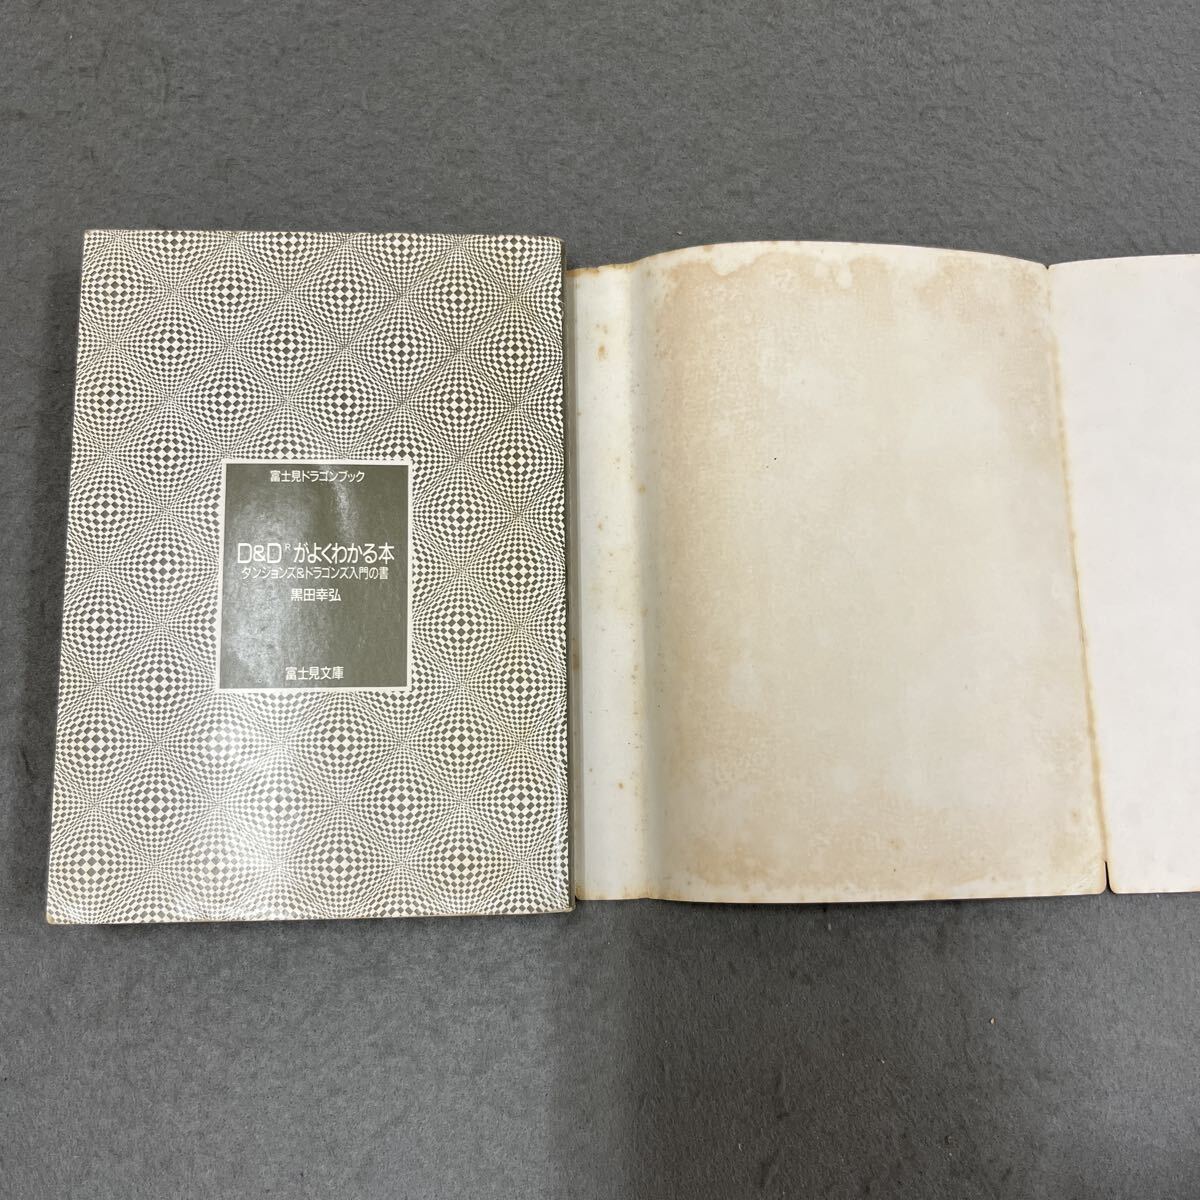 富士見ドラゴンブック
D&D®がよくわかる本
ダンジョンズ&ドラゴンズ入門の書
黒田幸弘
富士見文庫